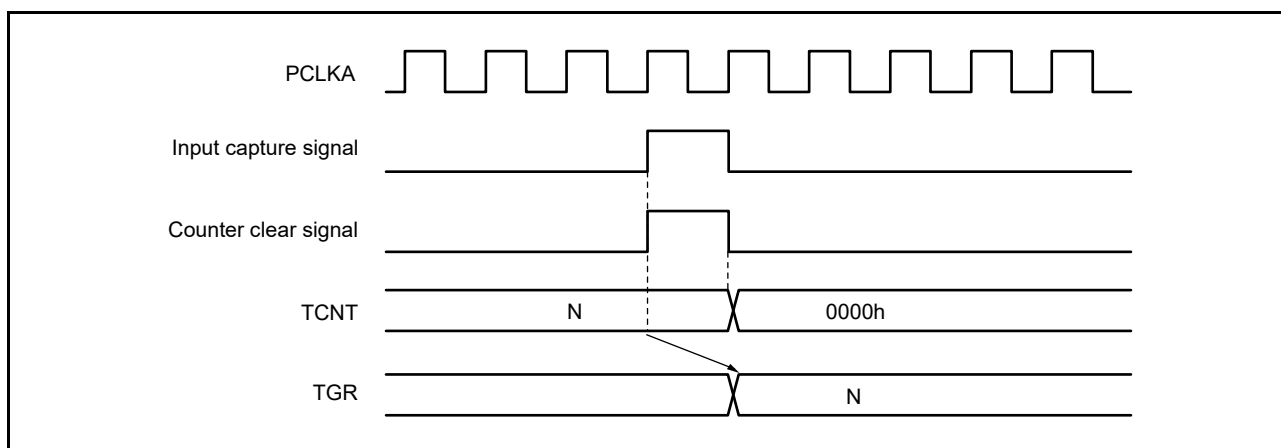 PCLKA
Input capture signal
Counter clear signal
TCNT N 0000h
TGR N